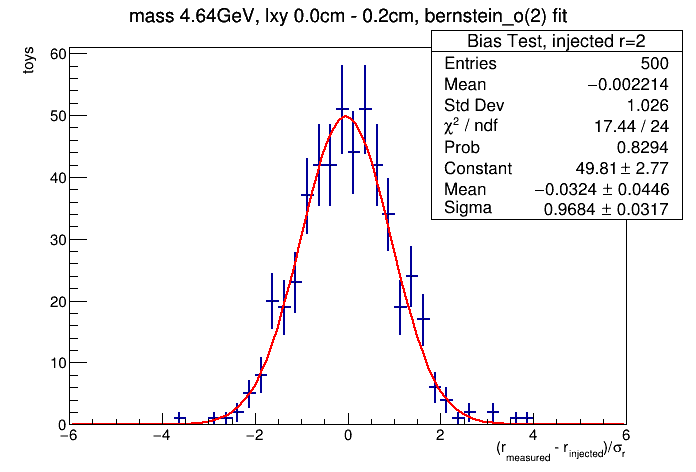 mass 4.64GeV, lxy 0.0cm - 0.2cm, bernstein_o(2) fit
toys
Bias Test, injected r=2
Entries 500
Mean −0.002214
Std Dev 1.026
χ² / ndf 17.44 / 24
Prob 0.8294
Constant 49.81 ± 2.77
Mean −0.0324 ± 0.0446
Sigma 0.9684 ± 0.0317
60
50
40
30
20
10
0
−6 −4 −2 0 2 4 6
(r_measured - r_injected)/σ_r